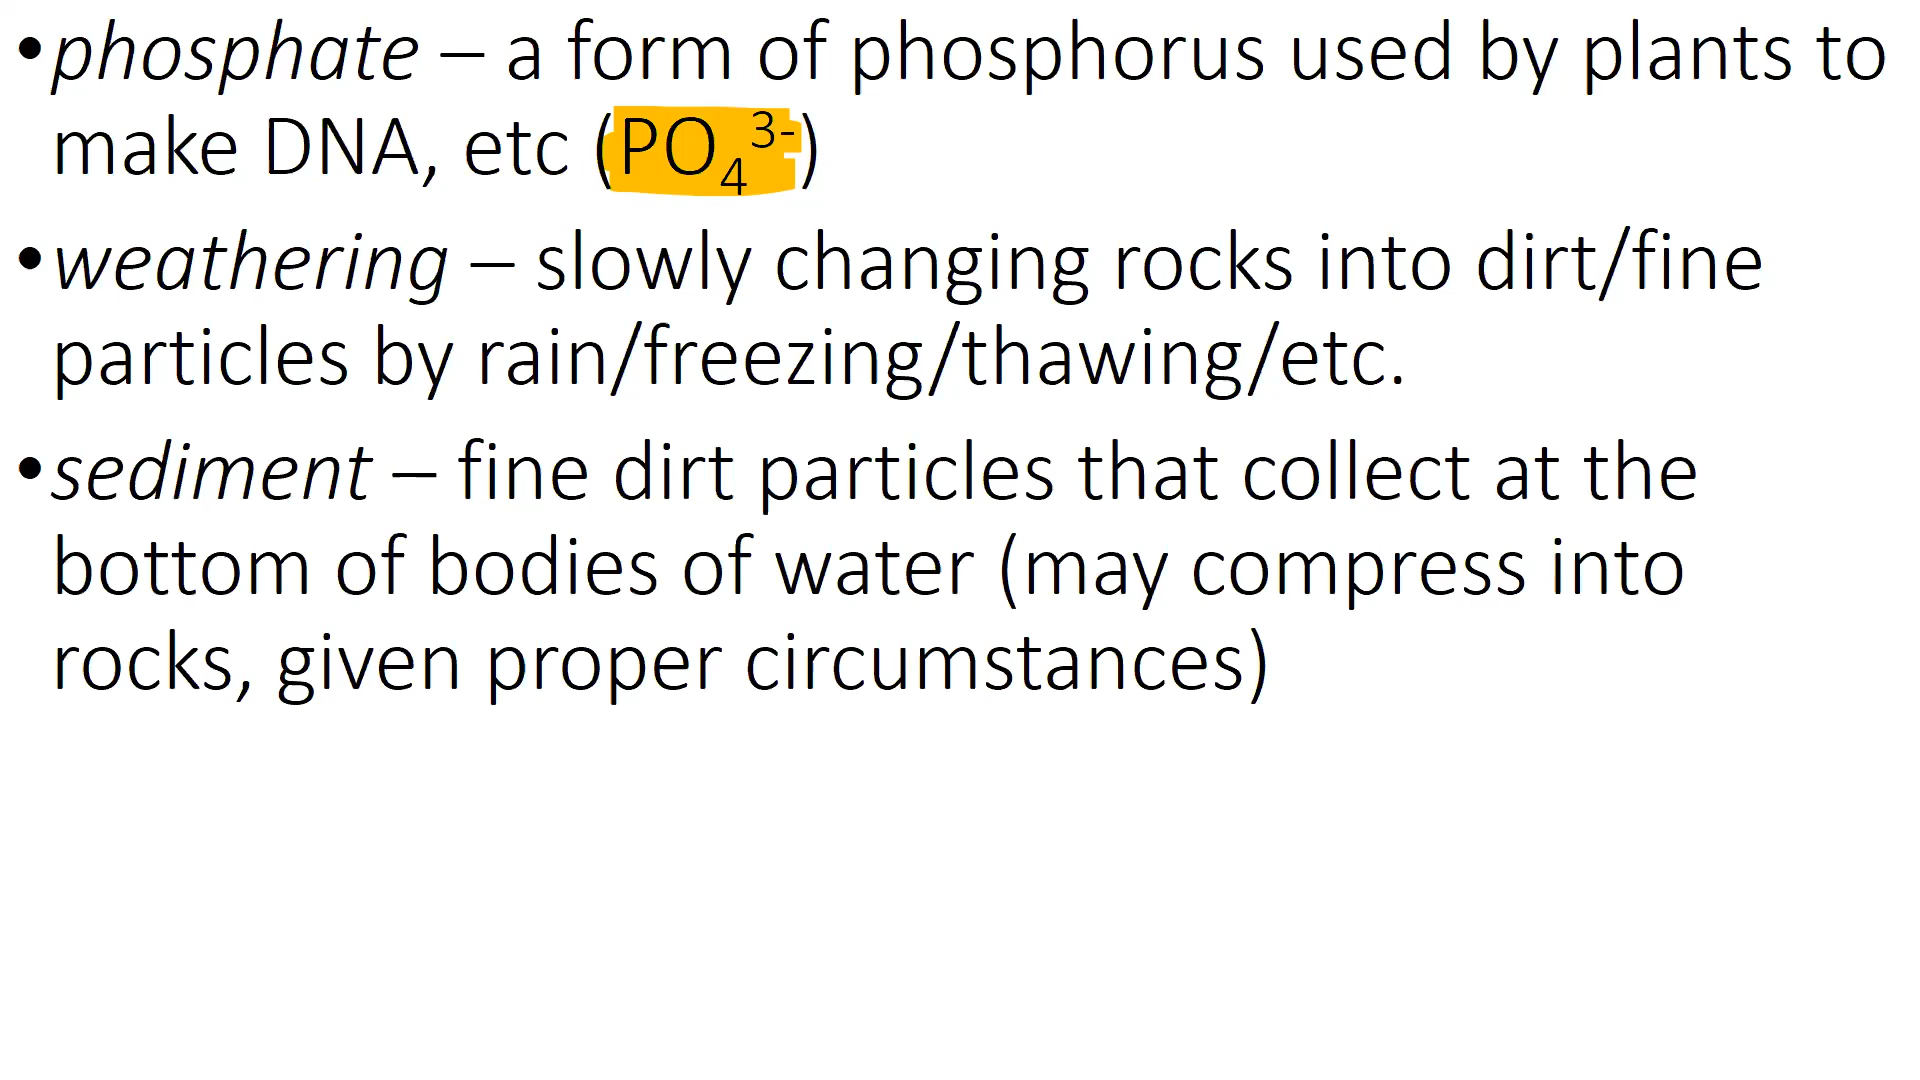 •phosphate – a form of phosphorus used by plants to
make DNA, etc (PO₄³⁻)
•weathering – slowly changing rocks into dirt/fine
particles by rain/freezing/thawing/etc.
•sediment – fine dirt particles that collect at the
bottom of bodies of water (may compress into
rocks, given proper circumstances)